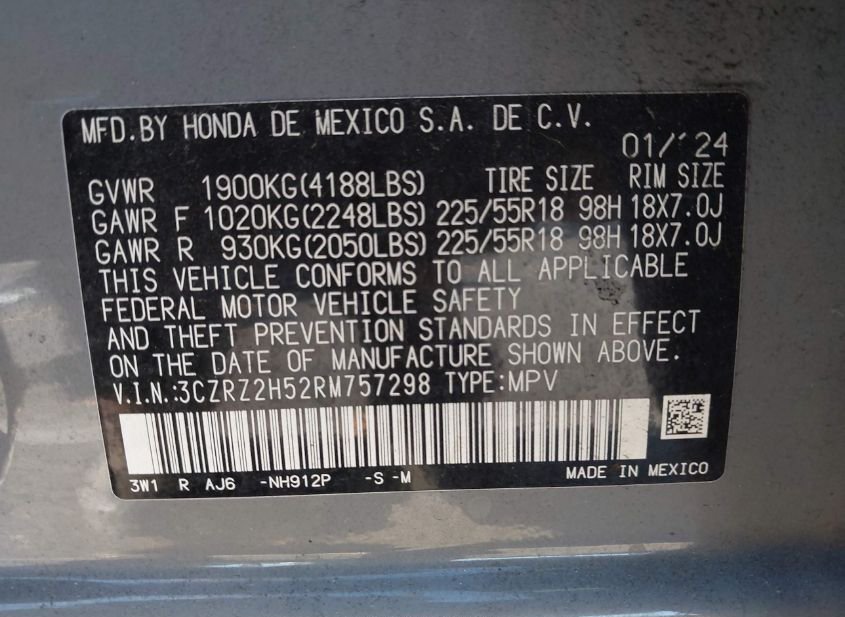 MFD.BY HONDA DE MEXICO S.A. DE C.V.
01/'24
GVWR 1900KG(4188LBS) TIRE SIZE RIM SIZE
GAWR F 1020KG(2248LBS) 225/55R18 98H 18X7.0J
GAWR R 930KG(2050LBS) 225/55R18 98H 18X7.0J
THIS VEHICLE CONFORMS TO ALL APPLICABLE
FEDERAL MOTOR VEHICLE SAFETY
AND THEFT PREVENTION STANDARDS IN EFFECT
ON THE DATE OF MANUFACTURE SHOWN ABOVE.
V.I.N.:3CZRZ2H52RM757298 TYPE:MPV
3W1 R AJ6 -NH912P -S -M
MADE IN MEXICO